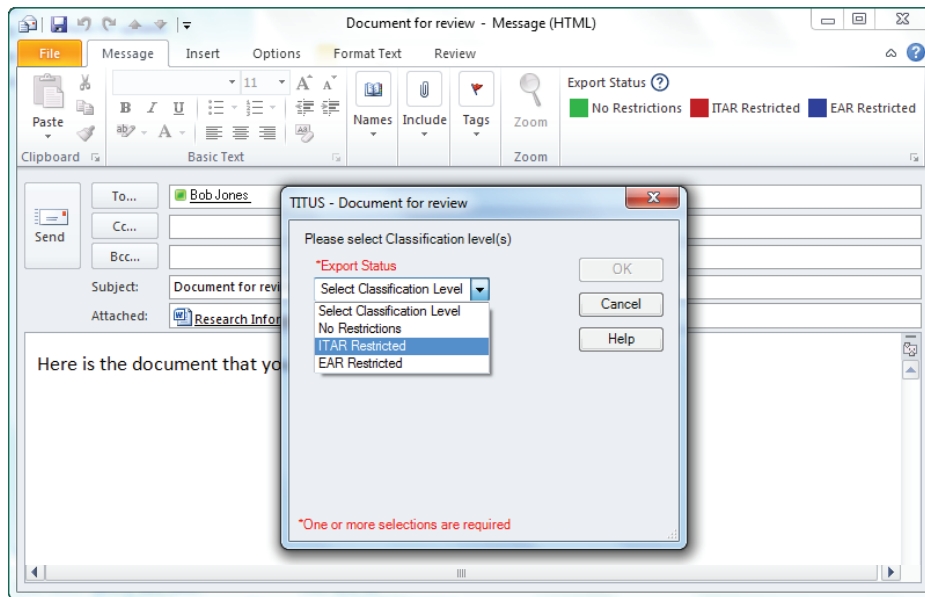 Document for review - Message (HTML)
File Message Insert Options Format Text Review
Paste
Clipboard
11
B I U
Basic Text
Names
Include
Tags
Zoom
Zoom
Export Status
No Restrictions ITAR Restricted EAR Restricted
Send
To... Bob Jones
Cc...
Bcc...
Subject: Document for revi
Attached: Research Infor
Here is the document that yo
TITUS - Document for review
Please select Classification level(s)
*Export Status
Select Classification Level
Select Classification Level
No Restrictions
ITAR Restricted
EAR Restricted
OK
Cancel
Help
*One or more selections are required